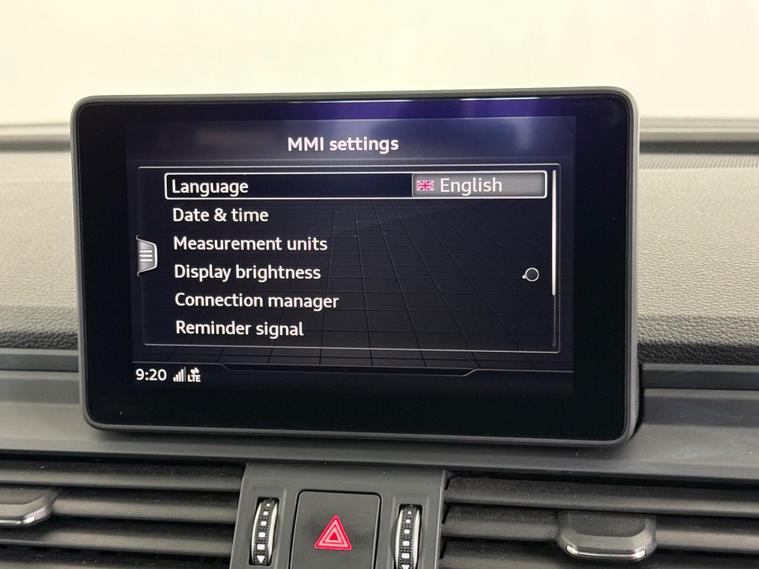 MMI settings
Language English
Date & time
Measurement units
Display brightness
Connection manager
Reminder signal
9:20 LTE